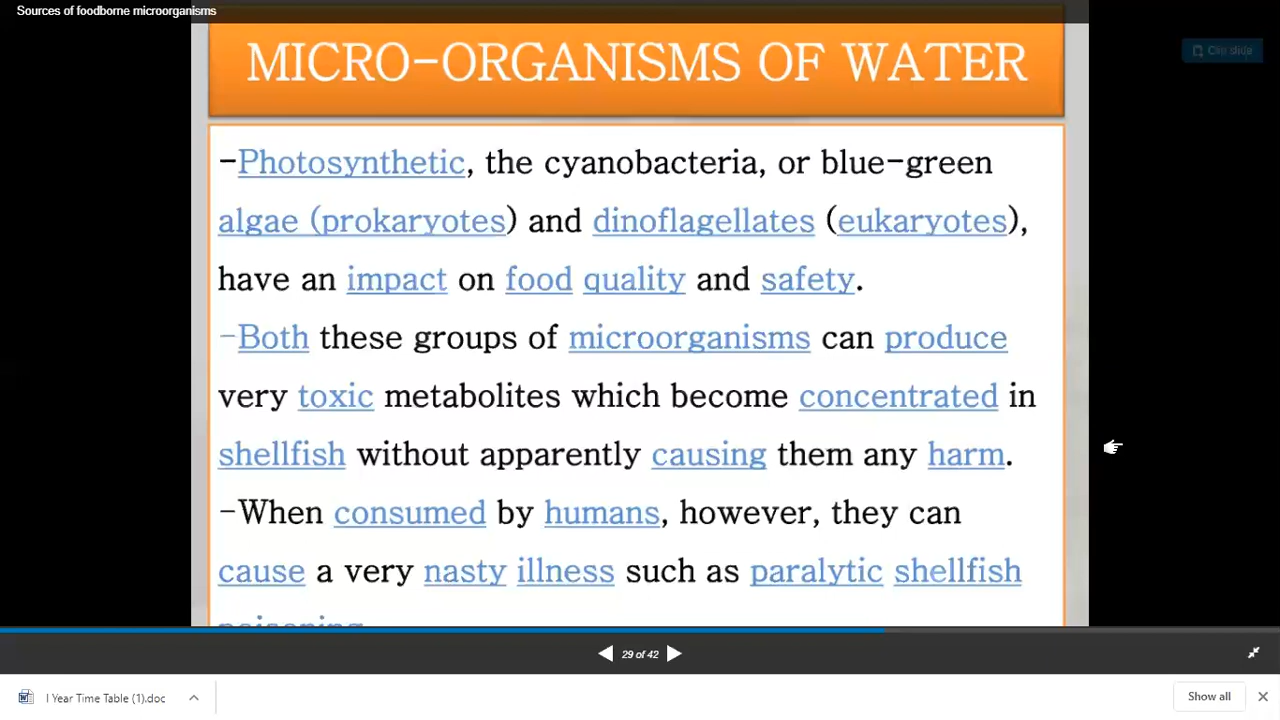 Sources of foodborne microorganisms
Clip slide
MICRO-ORGANISMS OF WATER
-Photosynthetic, the cyanobacteria, or blue-green
algae (prokaryotes) and dinoflagellates (eukaryotes),
have an impact on food quality and safety.
-Both these groups of microorganisms can produce
very toxic metabolites which become concentrated in
shellfish without apparently causing them any harm.
-When consumed by humans, however, they can
cause a very nasty illness such as paralytic shellfish
poisoning
29 of 42
I Year Time Table (1).doc
Show all